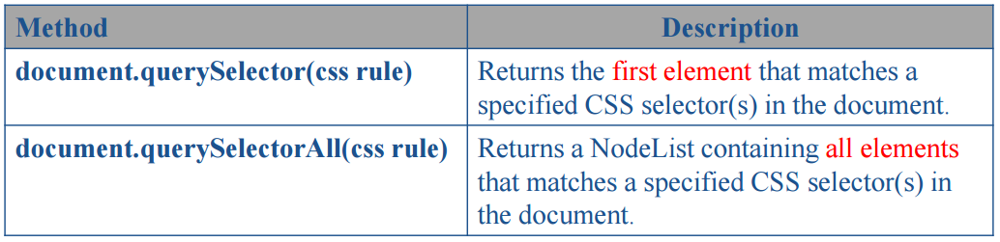 Method Description
document.querySelector(css rule) Returns the first element that matches a
specified CSS selector(s) in the document.
document.querySelectorAll(css rule) Returns a NodeList containing all elements
that matches a specified CSS selector(s) in
the document.